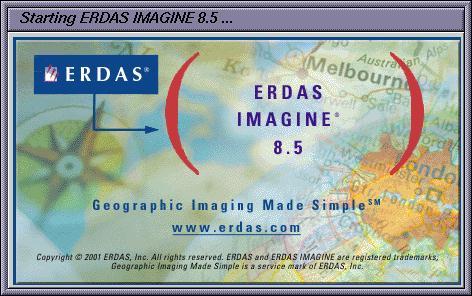 Starting ERDAS IMAGINE 8.5 ...
ERDAS®
Melbourne
ERDAS
IMAGINE®
8.5
Geographic Imaging Made Simple℠
www.erdas.com
Copyright © 2001 ERDAS, Inc. All rights reserved. ERDAS and ERDAS IMAGINE are registered trademarks,
Geographic Imaging Made Simple is a service mark of ERDAS, Inc.